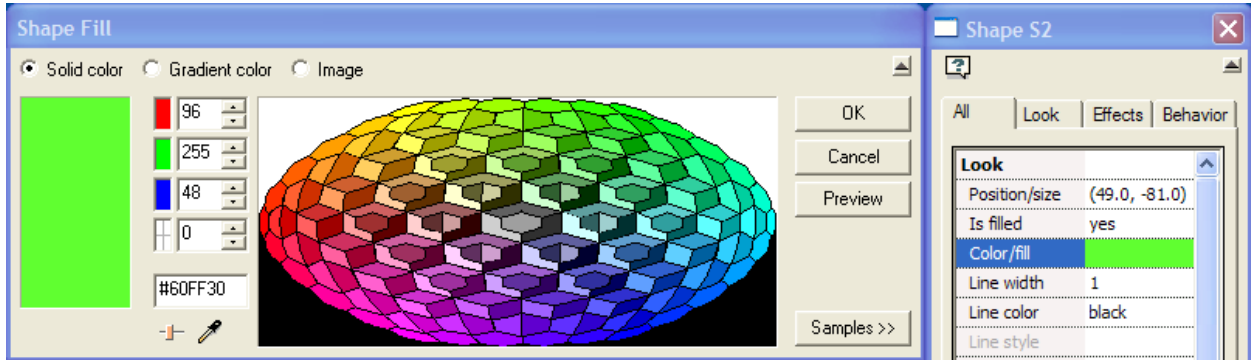 Shape Fill
Solid color Gradient color Image
96
255
48
0
#60FF30
OK
Cancel
Preview
Samples >>
Shape S2
All Look Effects Behavior
Look
Position/size (49.0, -81.0)
Is filled yes
Color/fill
Line width 1
Line color black
Line style